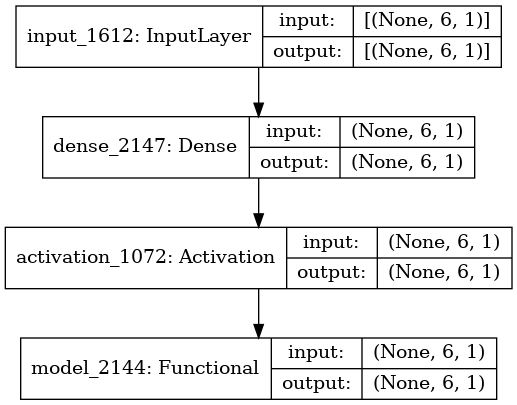 input_1612: InputLayer
input:
[(None, 6, 1)]
output:
[(None, 6, 1)]
dense_2147: Dense
input:
(None, 6, 1)
output:
(None, 6, 1)
activation_1072: Activation
input:
(None, 6, 1)
output:
(None, 6, 1)
model_2144: Functional
input:
(None, 6, 1)
output:
(None, 6, 1)